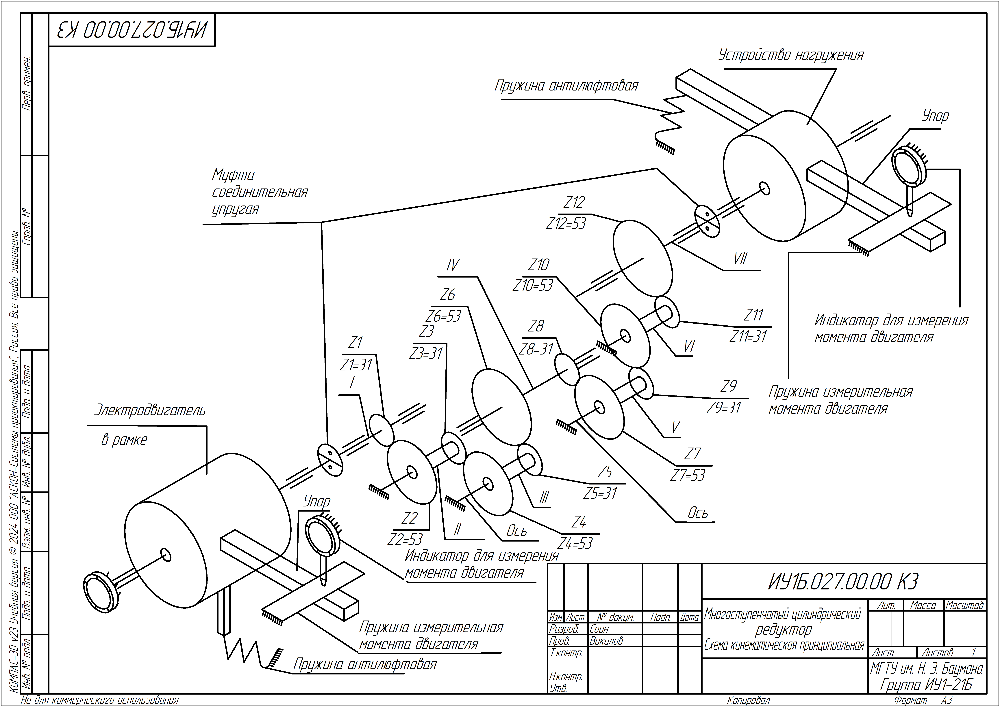 ИУ1Б.027.00.00 КЗ
Перв. примен.
Справ. №
Подп. и дата
Инв. № дубл.
Взам. инв. №
Подп. и дата
Инв. № подл.
КОМПАС-3D v23 Учебная версия © 2024 ООО "АСКОН-Системы проектирования", Россия. Все права защищены.
Устройство нагружения
Пружина антилюфтовая
Упор
Муфта
соединительная
упругая
Z12
Z12=53
VII
IV
Z10
Z10=53
Z6
Z6=53
Z11
Z11=31
Индикатор для измерения
момента двигателя
Z3
Z3=31
Z8
Z8=31
VI
Z1
Z1=31
I
Z9
Z9=31
Пружина измерительная
момента двигателя
Электродвигатель
в рамке
V
Z7
Z7=53
Z5
Z5=31
III
Упор
Z2
Z2=53
II
Ось
Z4
Z4=53
Ось
Индикатор для измерения
момента двигателя
Пружина измерительная
момента двигателя
Пружина антилюфтовая
ИУ1Б.027.00.00 КЗ
Многоступенчатый цилиндрический
редуктор
Схема кинематическая принципиальная
Лит. Масса Масштаб
Изм. Лист № докум. Подп. Дата
Разраб. Соин
Пров. Викулов
Т.контр.
Лист Листов 1
Н.контр.
Утв.
МГТУ им. Н. Э. Баумана
Группа ИУ1-21Б
Не для коммерческого использования
Копировал
Формат А3